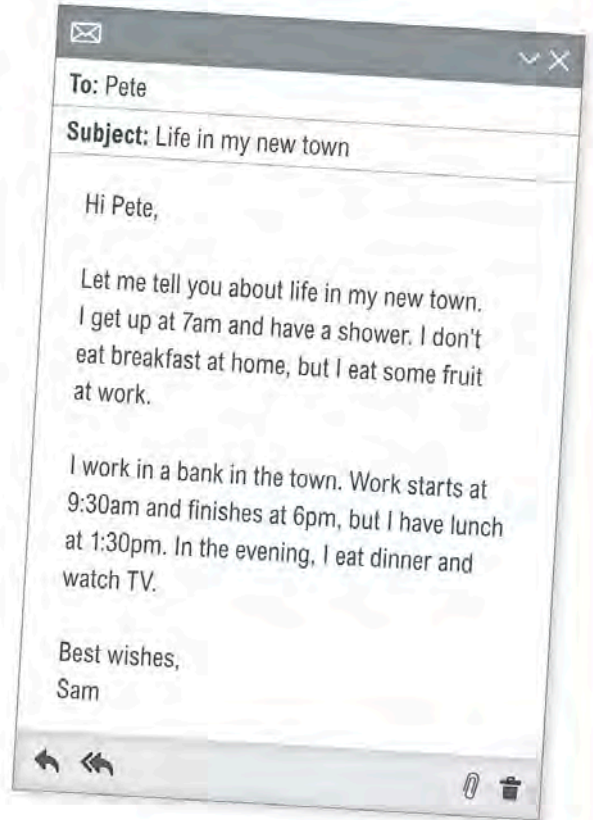 To: Pete
Subject: Life in my new town
Hi Pete,
Let me tell you about life in my new town.
I get up at 7am and have a shower. I don't
eat breakfast at home, but I eat some fruit
at work.
I work in a bank in the town. Work starts at
9:30am and finishes at 6pm, but I have lunch
at 1:30pm. In the evening, I eat dinner and
watch TV.
Best wishes,
Sam